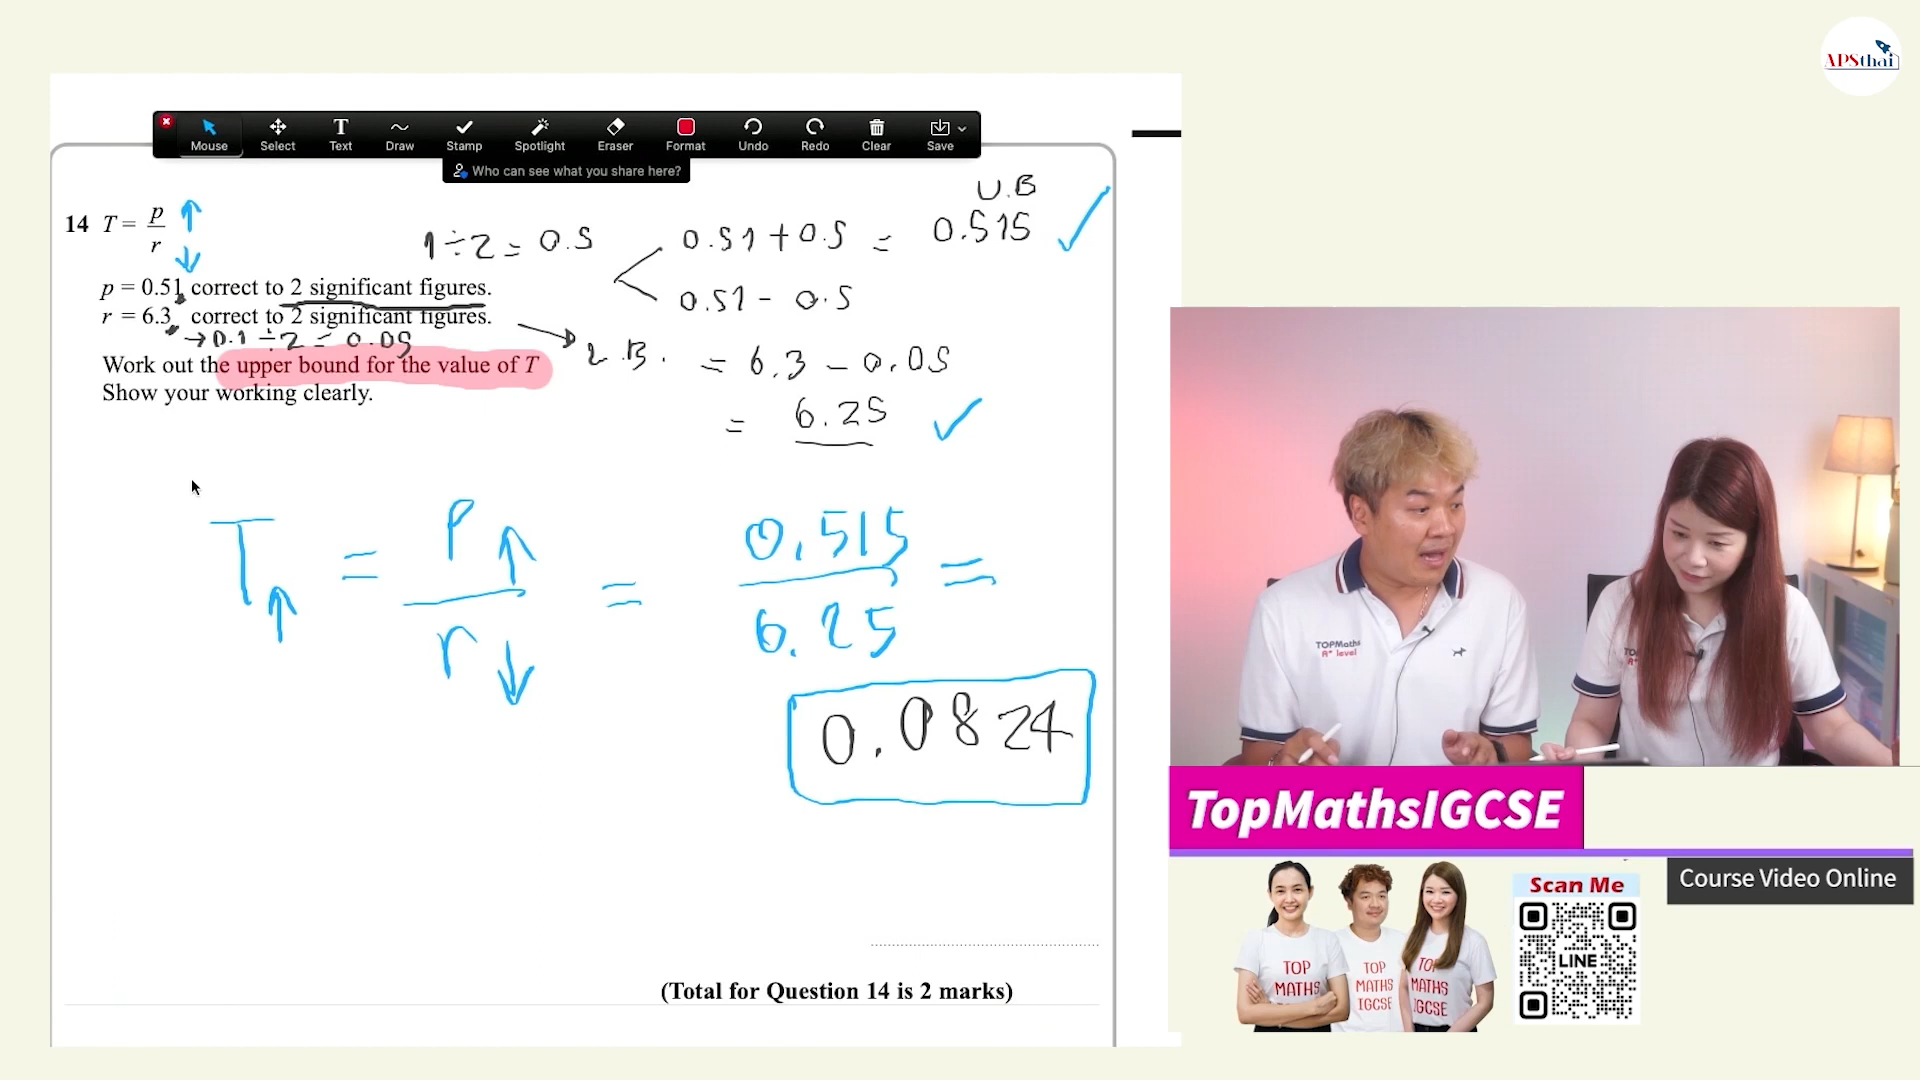 APSthai
Mouse Select Text Draw Stamp Spotlight Eraser Format Undo Redo Clear Save
Who can see what you share here?
U.B
14 T = p/r ↑ ↓
1 ÷ 2 = 0.5
0.51 + 0.5 = 0.515 ✓
0.51 - 0.5
p = 0.51 correct to 2 significant figures.
r = 6.3 correct to 2 significant figures.
→ 0.1 ÷ 2 = 0.05
L.B. = 6.3 - 0.05
= 6.25 ✓
Work out the upper bound for the value of T
Show your working clearly.
T↑ = P↑/r↓ = 0.515/6.25 =
0.0824
(Total for Question 14 is 2 marks)
TOPMaths
A* level
TopMathsIGCSE
Course Video Online
Scan Me
LINE
TOP
MATHS
TOP
MATHS
IGCSE
TOP
MATHS
IGCSE